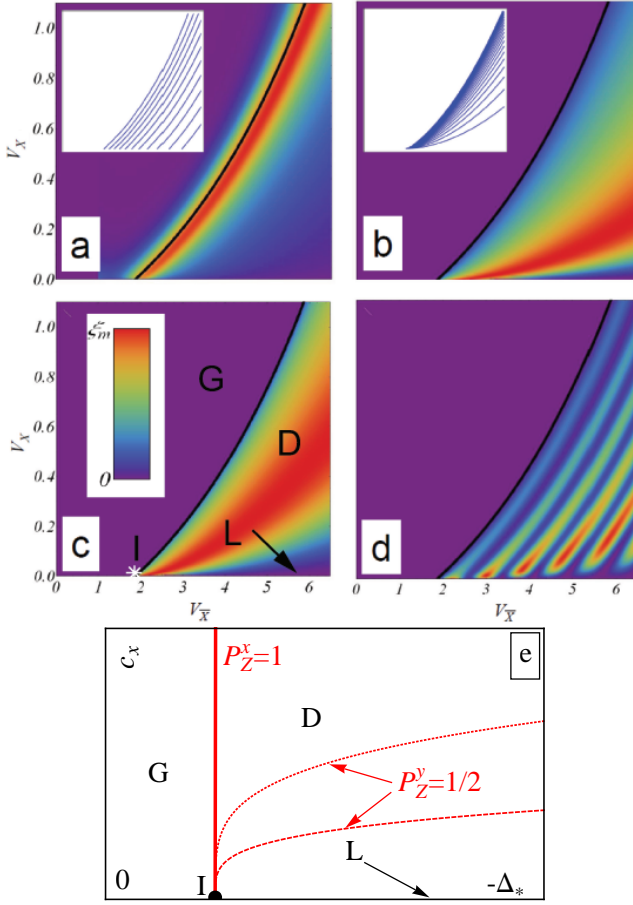 1.0
0.8
0.6
0.4
0.2
0.0
V_x
a
b
1.0
0.8
0.6
0.4
0.2
0.0
V_x
ξ_m
0
G
D
L
I
*
c
d
0 1 2 3 4 5 6
0 1 2 3 4 5 6
V_X̄
V_X̄
c_x
P_Z^x=1
e
D
G
P_Z^y=1/2
L
0
I
-Δ_*